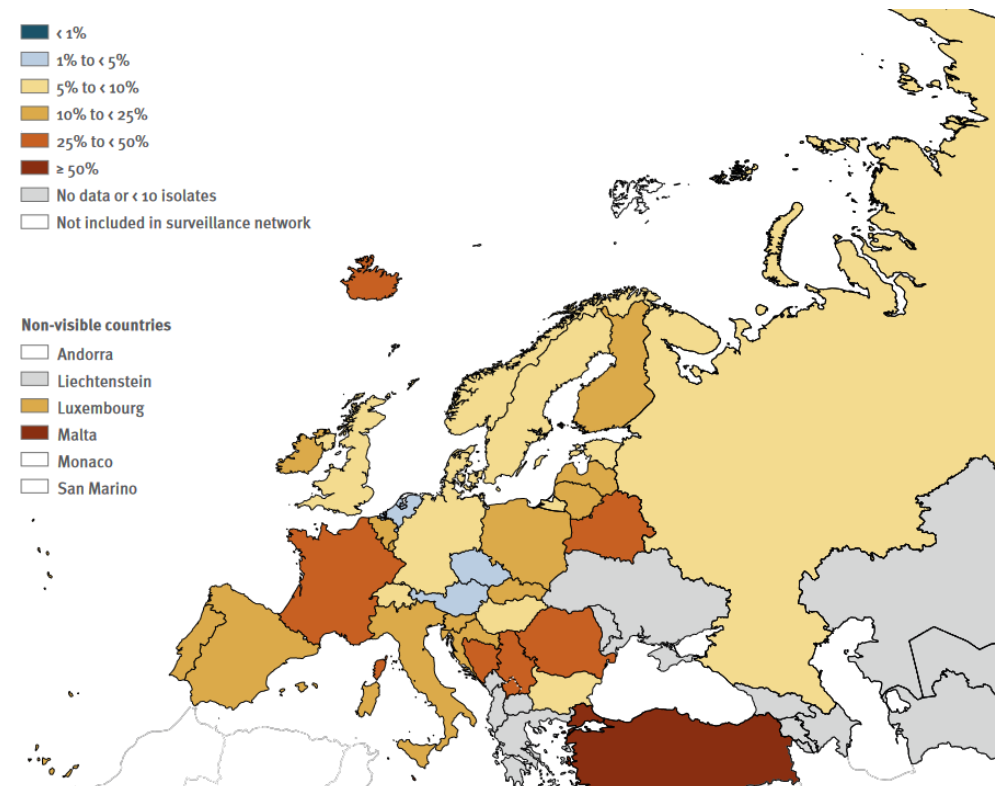 < 1%
1% to < 5%
5% to < 10%
10% to < 25%
25% to < 50%
≥ 50%
No data or < 10 isolates
Not included in surveillance network
Non-visible countries
Andorra
Liechtenstein
Luxembourg
Malta
Monaco
San Marino